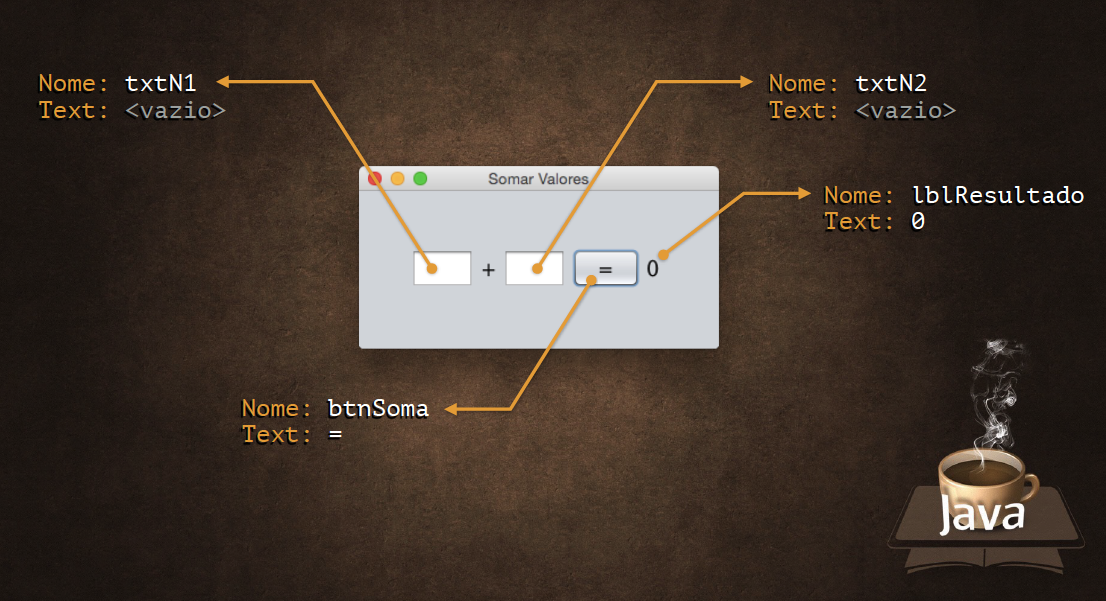 Nome: txtN1
Text: <vazio>
Nome: txtN2
Text: <vazio>
Somar Valores
Nome: lblResultado
Text: 0
+ = 0
Nome: btnSoma
Text: =
Java